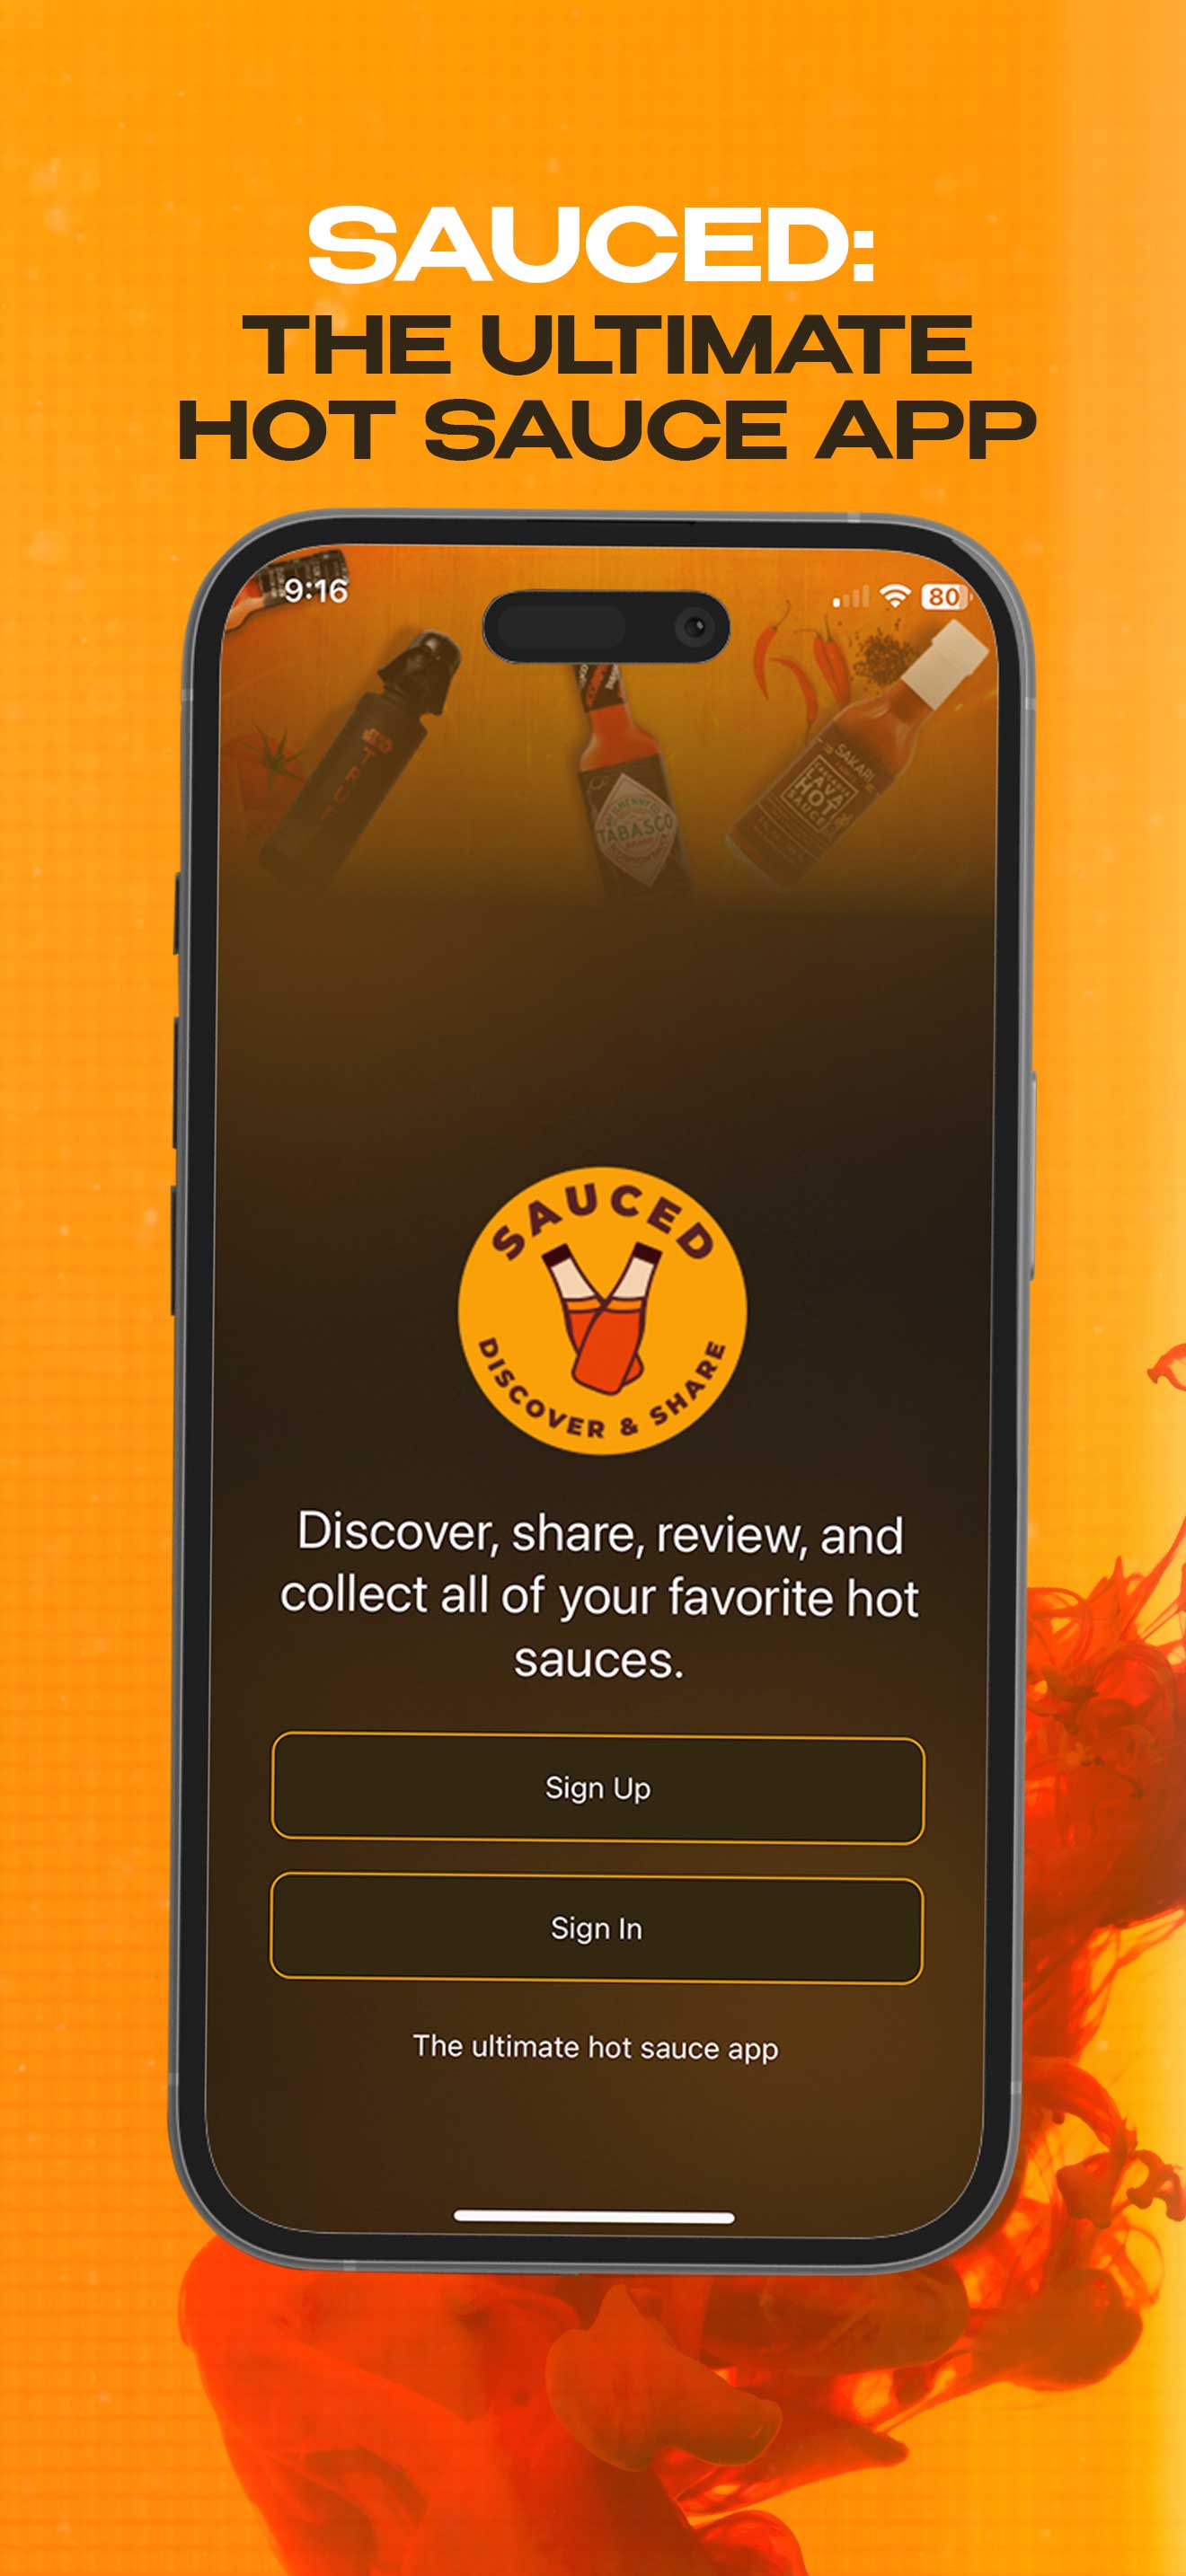 SAUCED:
THE ULTIMATE
HOT SAUCE APP
9:16
80
TABASCO
SAKARI
LAVA
HOT
SAUCE
SAUCED
DISCOVER & SHARE
Discover, share, review, and
collect all of your favorite hot
sauces.
Sign Up
Sign In
The ultimate hot sauce app